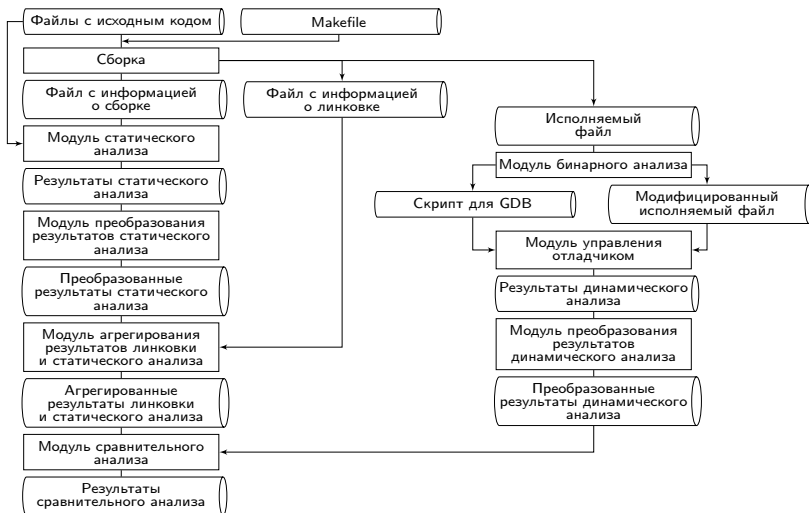 Файлы с исходным кодом
Makefile
Сборка
Файл с информацией
о сборке
Файл с информацией
о линковке
Исполняемый
файл
Модуль статического
анализа
Модуль бинарного анализа
Результаты статического
анализа
Скрипт для GDB
Модифицированный
исполняемый файл
Модуль преобразования
результатов статического
анализа
Модуль управления
отладчиком
Преобразованные
результаты статического
анализа
Результаты динамического
анализа
Модуль агрегирования
результатов линковки
и статического анализа
Модуль преобразования
результатов
динамического анализа
Агрегированные
результаты линковки
и статического анализа
Преобразованные
результаты динамического
анализа
Модуль сравнительного
анализа
Результаты
сравнительного анализа